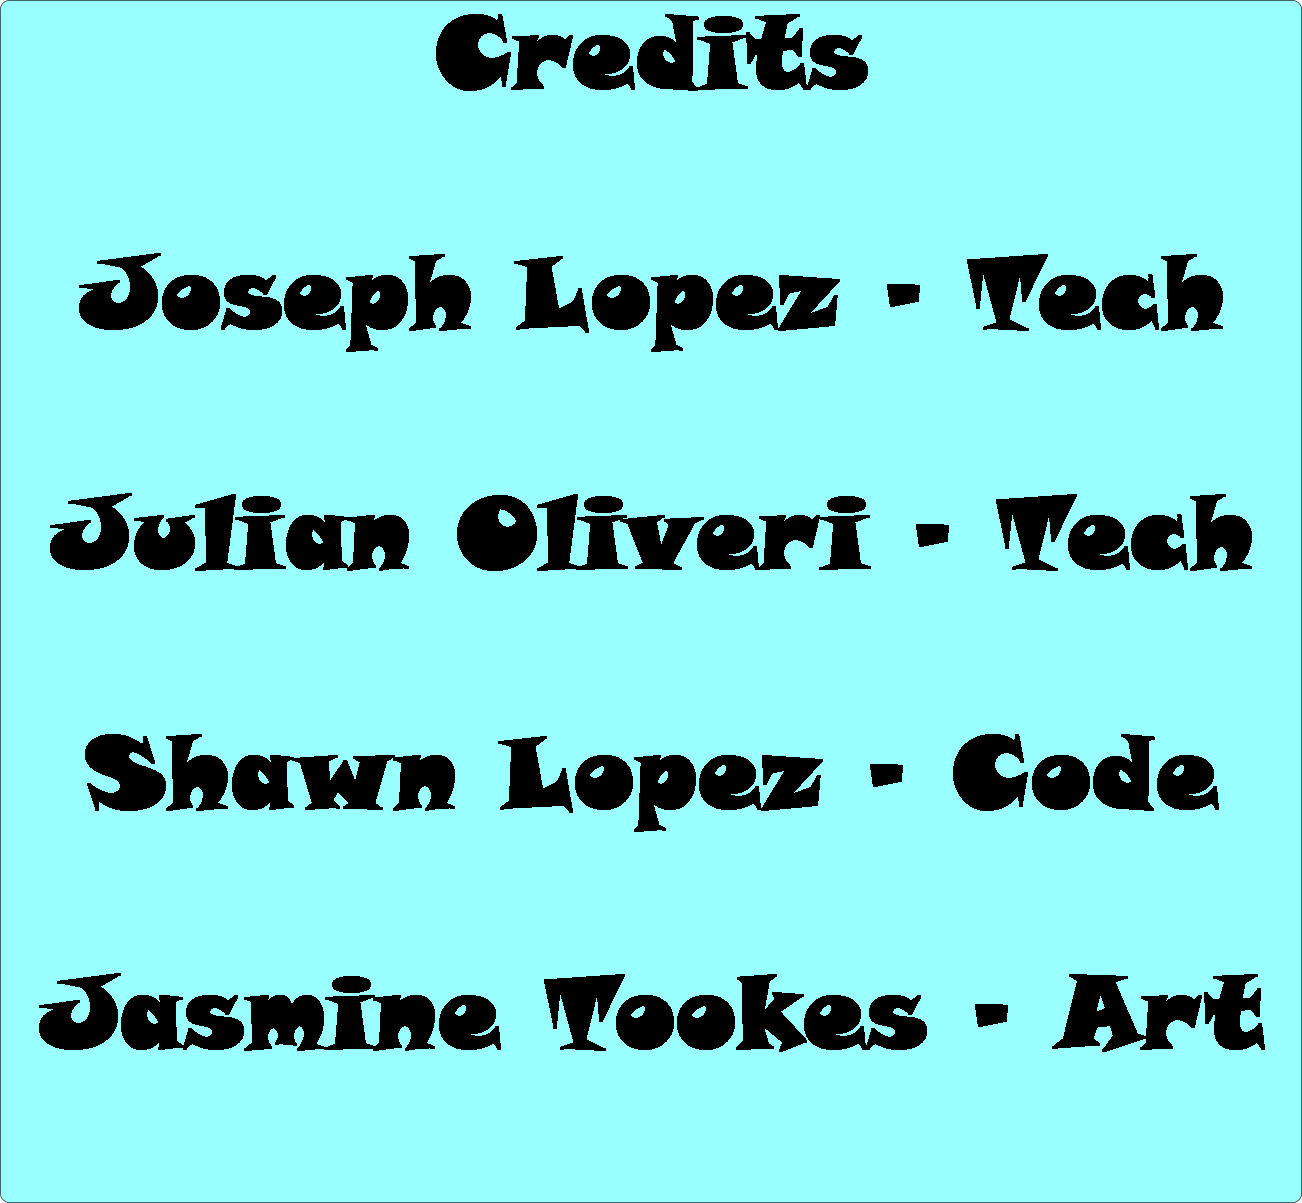 Credits
Joseph Lopez - Tech
Julian Oliveri - Tech
Shawn Lopez - Code
Jasmine Tookes - Art